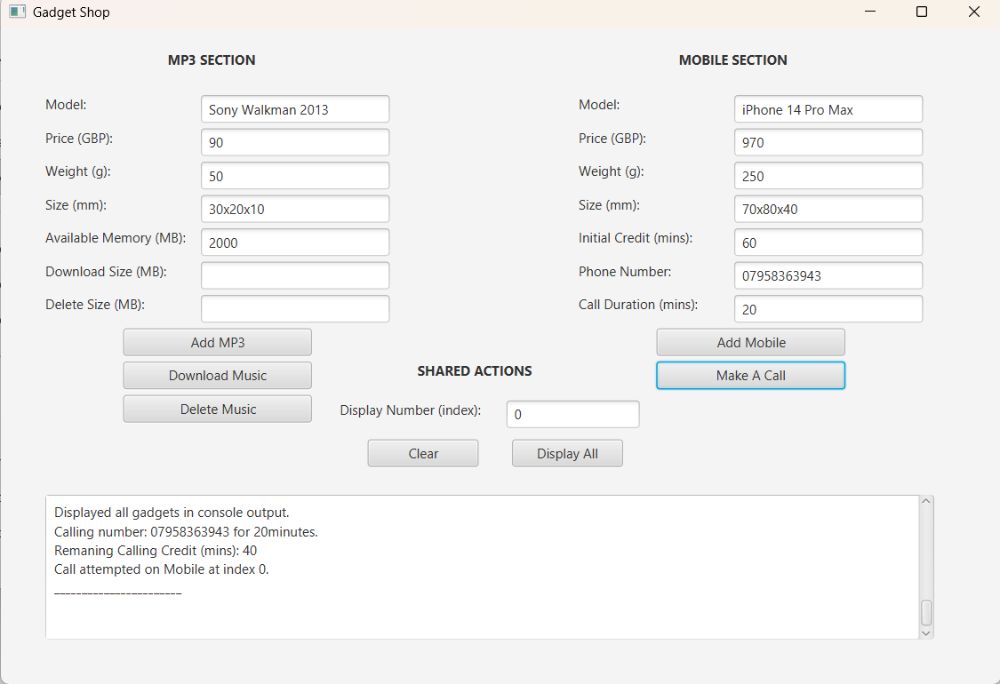 Gadget Shop
MP3 SECTION
Model:
Sony Walkman 2013
Price (GBP):
90
Weight (g):
50
Size (mm):
30x20x10
Available Memory (MB):
2000
Download Size (MB):
Delete Size (MB):
Add MP3
Download Music
Delete Music
MOBILE SECTION
Model:
iPhone 14 Pro Max
Price (GBP):
970
Weight (g):
250
Size (mm):
70x80x40
Initial Credit (mins):
60
Phone Number:
07958363943
Call Duration (mins):
20
Add Mobile
Make A Call
SHARED ACTIONS
Display Number (index):
0
Clear
Display All
Displayed all gadgets in console output.
Calling number: 07958363943 for 20minutes.
Remaning Calling Credit (mins): 40
Call attempted on Mobile at index 0.
_______________________